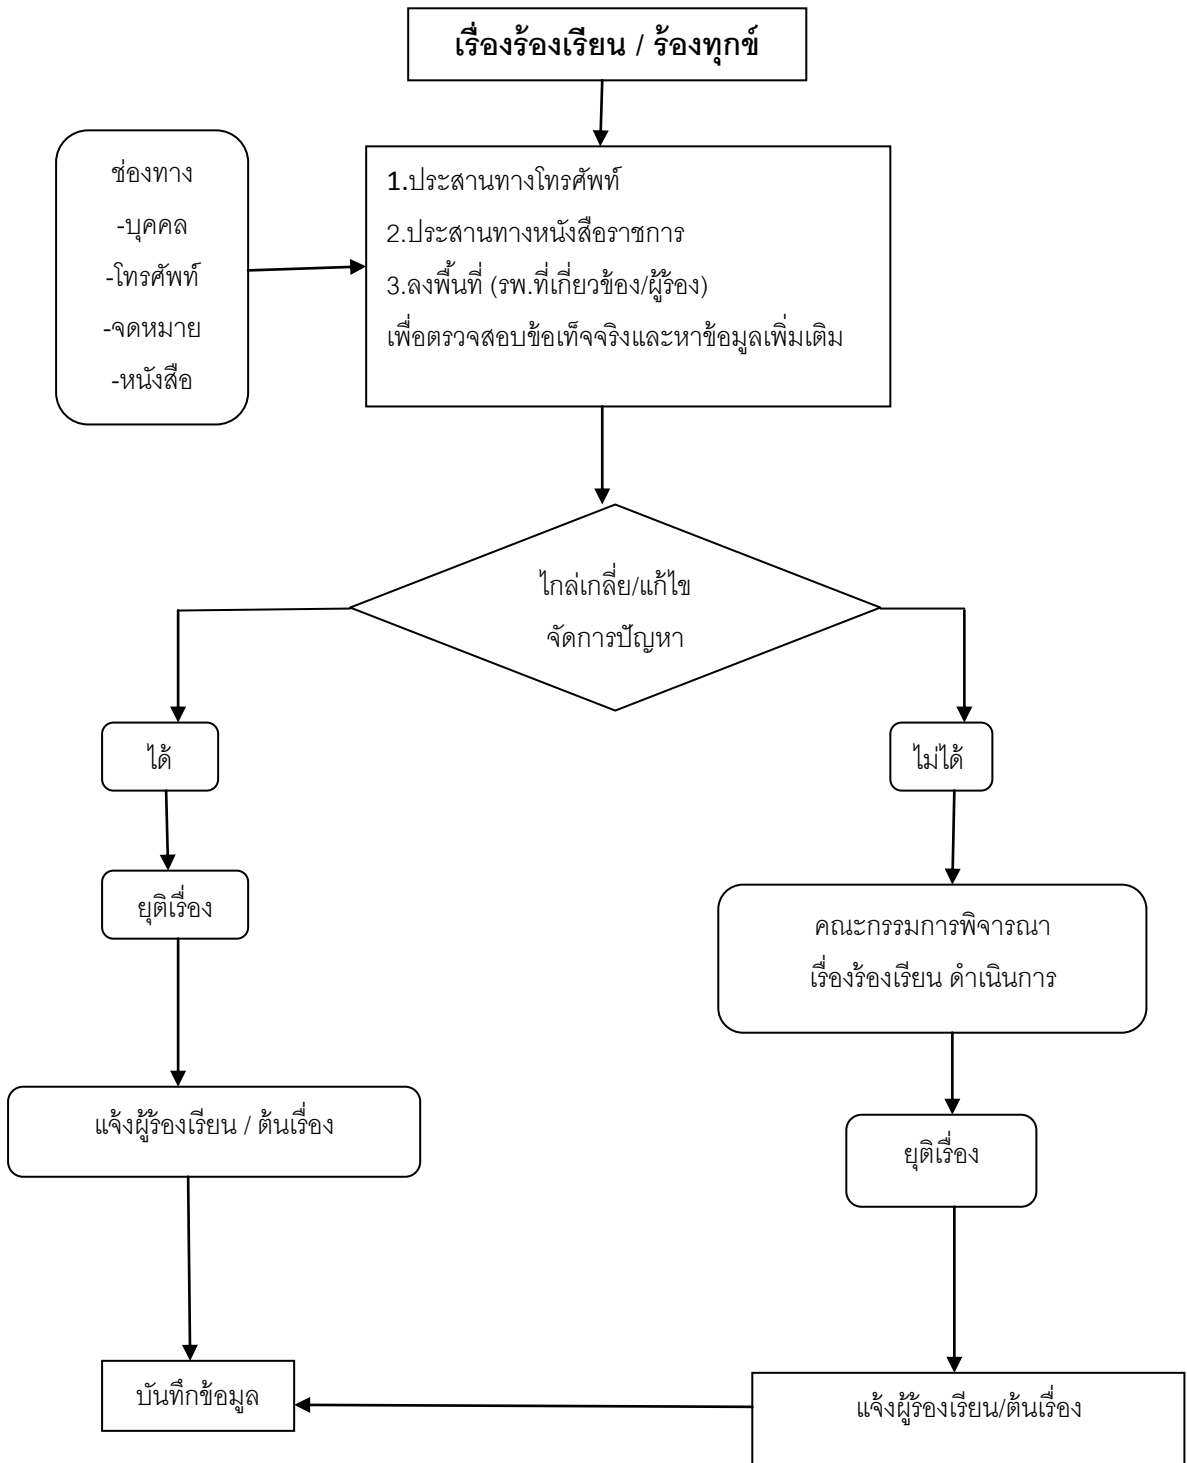 เรื่องร้องเรียน / ร้องทุกข์
ช่องทาง
-บุคคล
-โทรศัพท์
-จดหมาย
-หนังสือ
1.ประสานทางโทรศัพท์
2.ประสานทางหนังสือราชการ
3.ลงพื้นที่ (รพ.ที่เกี่ยวข้อง/ผู้ร้อง)
เพื่อตรวจสอบข้อเท็จจริงและหาข้อมูลเพิ่มเติม
ไกล่เกลี่ย/แก้ไข
จัดการปัญหา
ได้
ไม่ได้
ยุติเรื่อง
คณะกรรมการพิจารณา
เรื่องร้องเรียน ดำเนินการ
แจ้งผู้ร้องเรียน / ต้นเรื่อง
ยุติเรื่อง
บันทึกข้อมูล
แจ้งผู้ร้องเรียน/ต้นเรื่อง